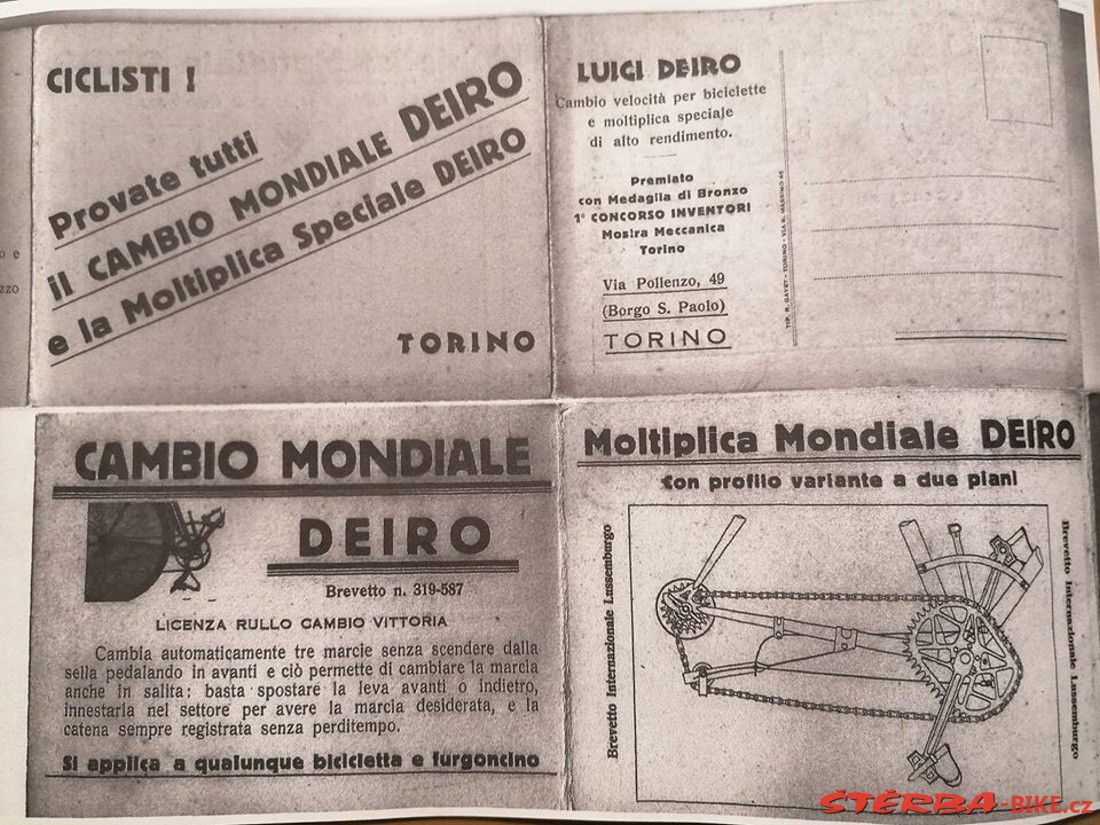 CICLISTI !
Provate tutti
il CAMBIO MONDIALE DEIRO
e la Moltiplica Speciale DEIRO
TORINO
LUIGI DEIRO
Cambio velocità per biciclette
e moltiplica speciale
di alto rendimento.
Premiato
con Medaglia di Bronzo
1° CONCORSO INVENTORI
Mostra Meccanica
Torino
Via Pollenzo, 49
(Borgo S. Paolo)
TORINO
e
zzo
CAMBIO MONDIALE
DEIRO
Brevetto n. 319-587
LICENZA RULLO CAMBIO VITTORIA
Cambia automaticamente tre marcie senza scendere dalla
sella pedalando in avanti e ciò permette di cambiare la marcia
anche in salita: basta spostare la leva avanti o indietro,
innestarla nel settore per avere la marcia desiderata, e la
catena sempre registrata senza perditempo.
Si applica a qualunque bicicletta e furgoncino
Moltiplica Mondiale DEIRO
Con profilo variante a due piani
Brevetto Internazionale Lussemburgo
Brevetto Internazionale Lussemburgo
ŠTĚRBA-BIKE.cz